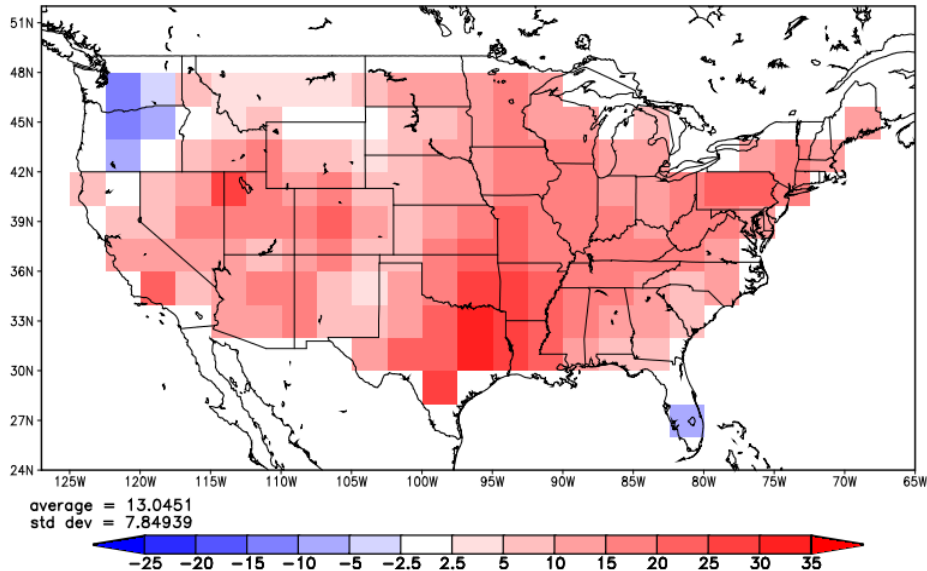 51N
48N
45N
42N
39N
36N
33N
30N
27N
24N
125W 120W 115W 110W 105W 100W 95W 90W 85W 80W 75W 70W 65W
average = 13.0451
std dev = 7.84939
-25 -20 -15 -10 -5 -2.5 2.5 5 10 15 20 25 30 35